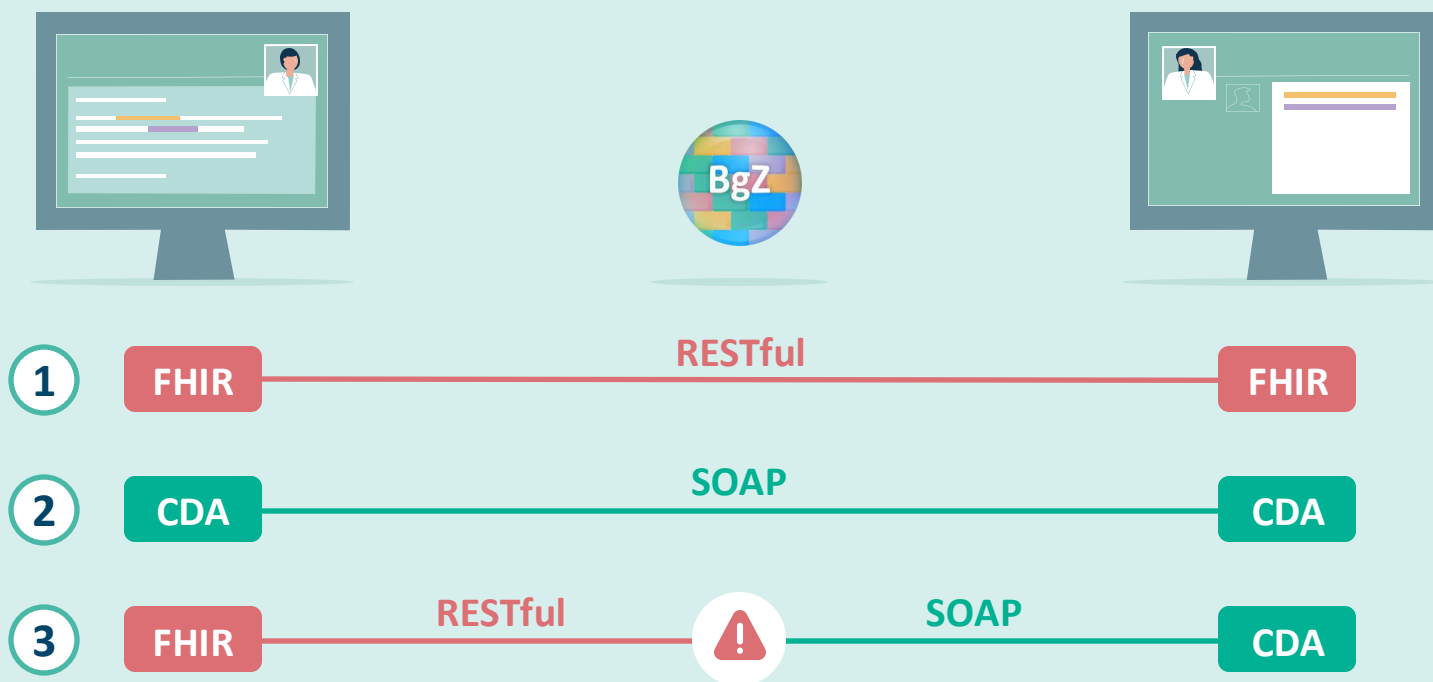 BgZ
RESTful
1 FHIR FHIR
SOAP
2 CDA CDA
RESTful SOAP
3 FHIR CDA